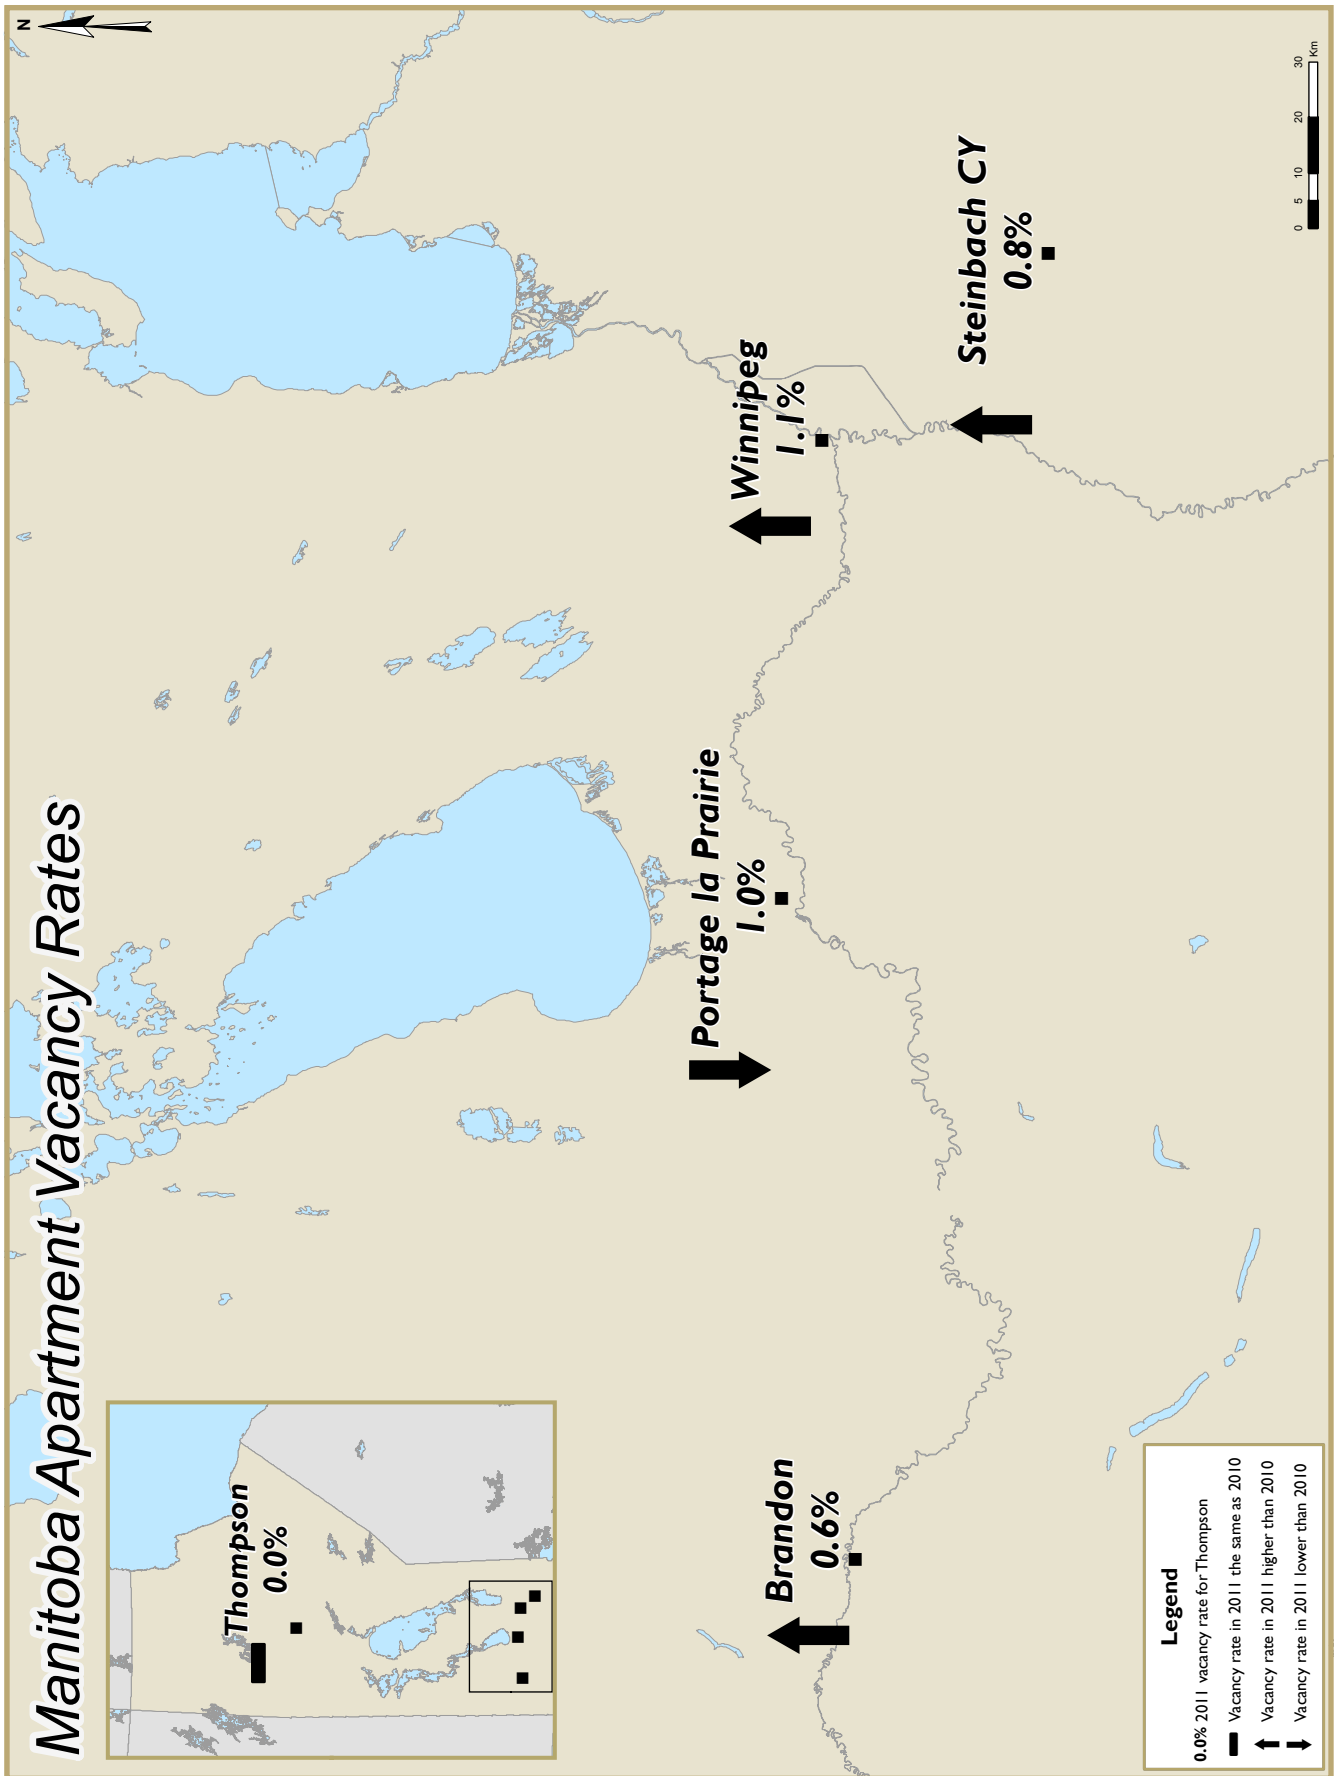 Manitoba Apartment Vacancy Rates
N
Thompson
0.0%
Brandon
0.6%
Portage la Prairie
1.0%
Winnipeg
1.1%
Steinbach CY
0.8%
Legend
0.0% 2011 vacancy rate for Thompson
Vacancy rate in 2011 the same as 2010
Vacancy rate in 2011 higher than 2010
Vacancy rate in 2011 lower than 2010
0 5 10 20 30
Km